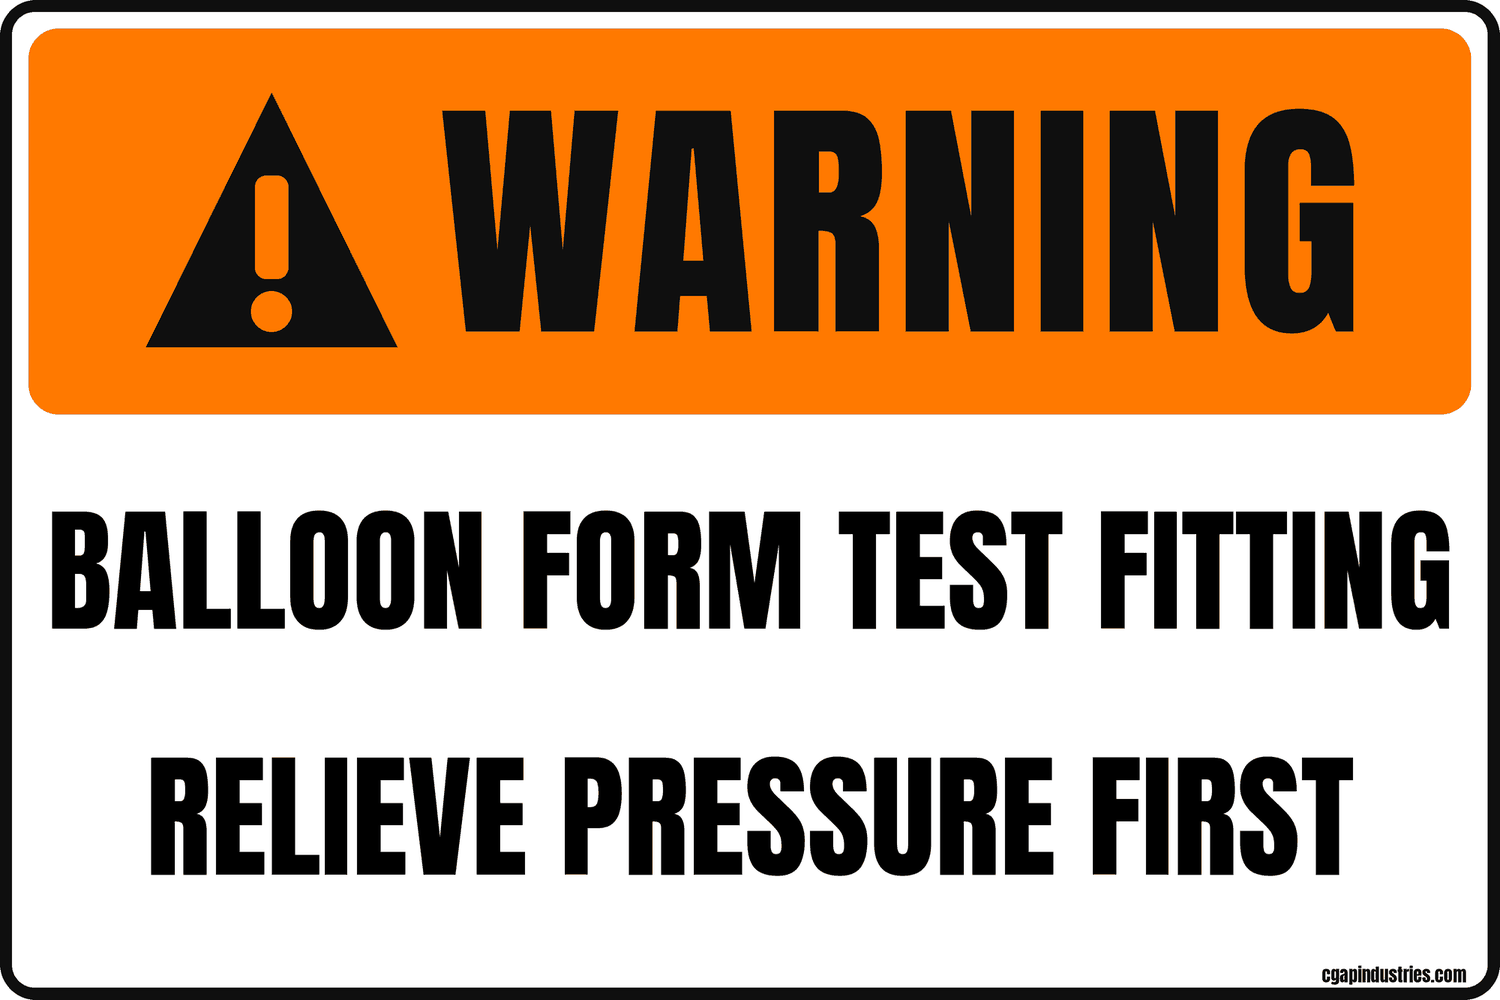 WARNING
BALLOON FORM TEST FITTING
RELIEVE PRESSURE FIRST
cgapindustries.com